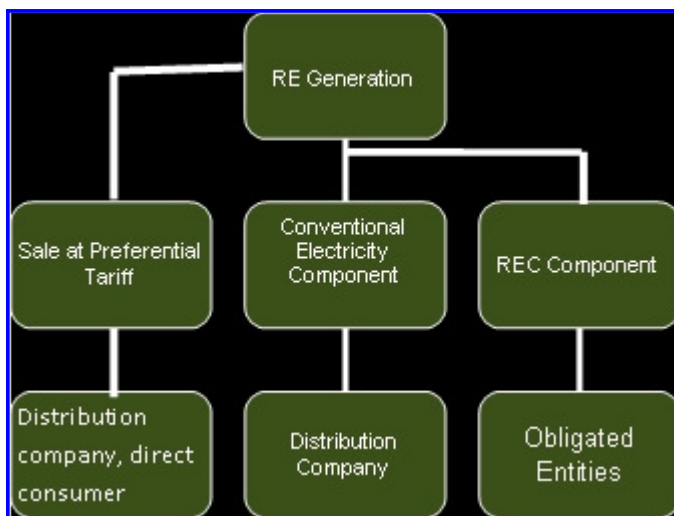 RE Generation
Sale at Preferential
Tariff
Conventional
Electricity
Component
REC Component
Distribution
company, direct
consumer
Distribution
Company
Obligated
Entities